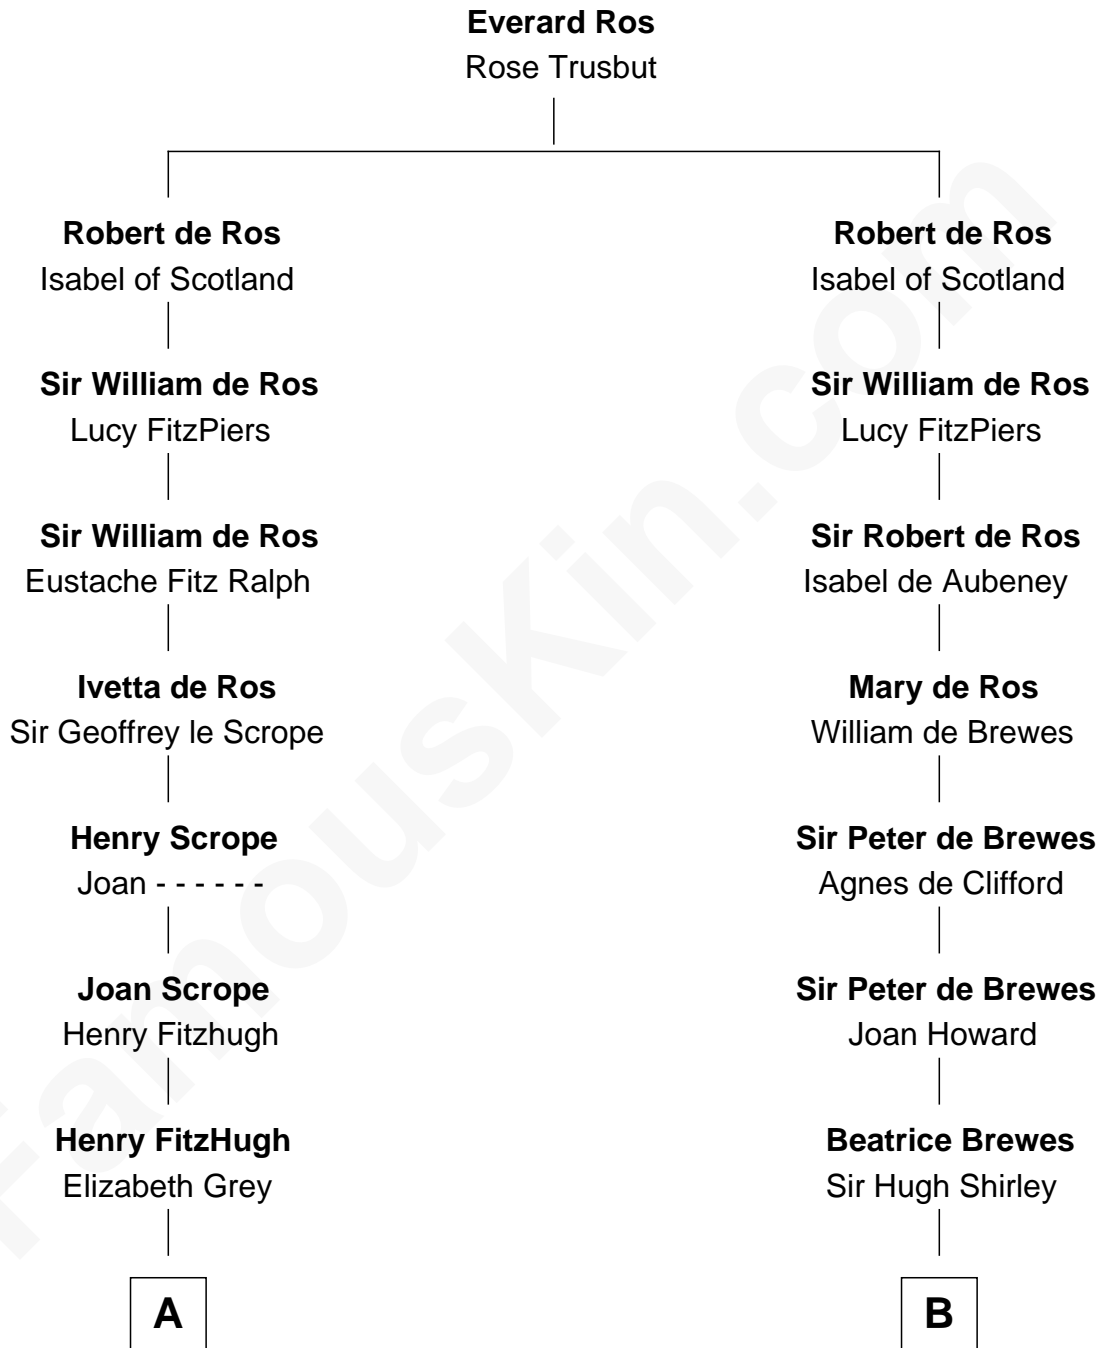 Everard Ros
Rose Trusbut
Robert de Ros
Isabel of Scotland
Robert de Ros
Isabel of Scotland
Sir William de Ros
Lucy FitzPiers
Sir William de Ros
Lucy FitzPiers
Sir William de Ros
Eustache Fitz Ralph
Sir Robert de Ros
Isabel de Aubeney
Ivetta de Ros
Sir Geoffrey le Scrope
Mary de Ros
William de Brewes
Henry Scrope
Joan - - - - - -
Sir Peter de Brewes
Agnes de Clifford
Joan Scrope
Henry Fitzhugh
Sir Peter de Brewes
Joan Howard
Henry FitzHugh
Elizabeth Grey
Beatrice Brewes
Sir Hugh Shirley
A
B
FamousKin.com